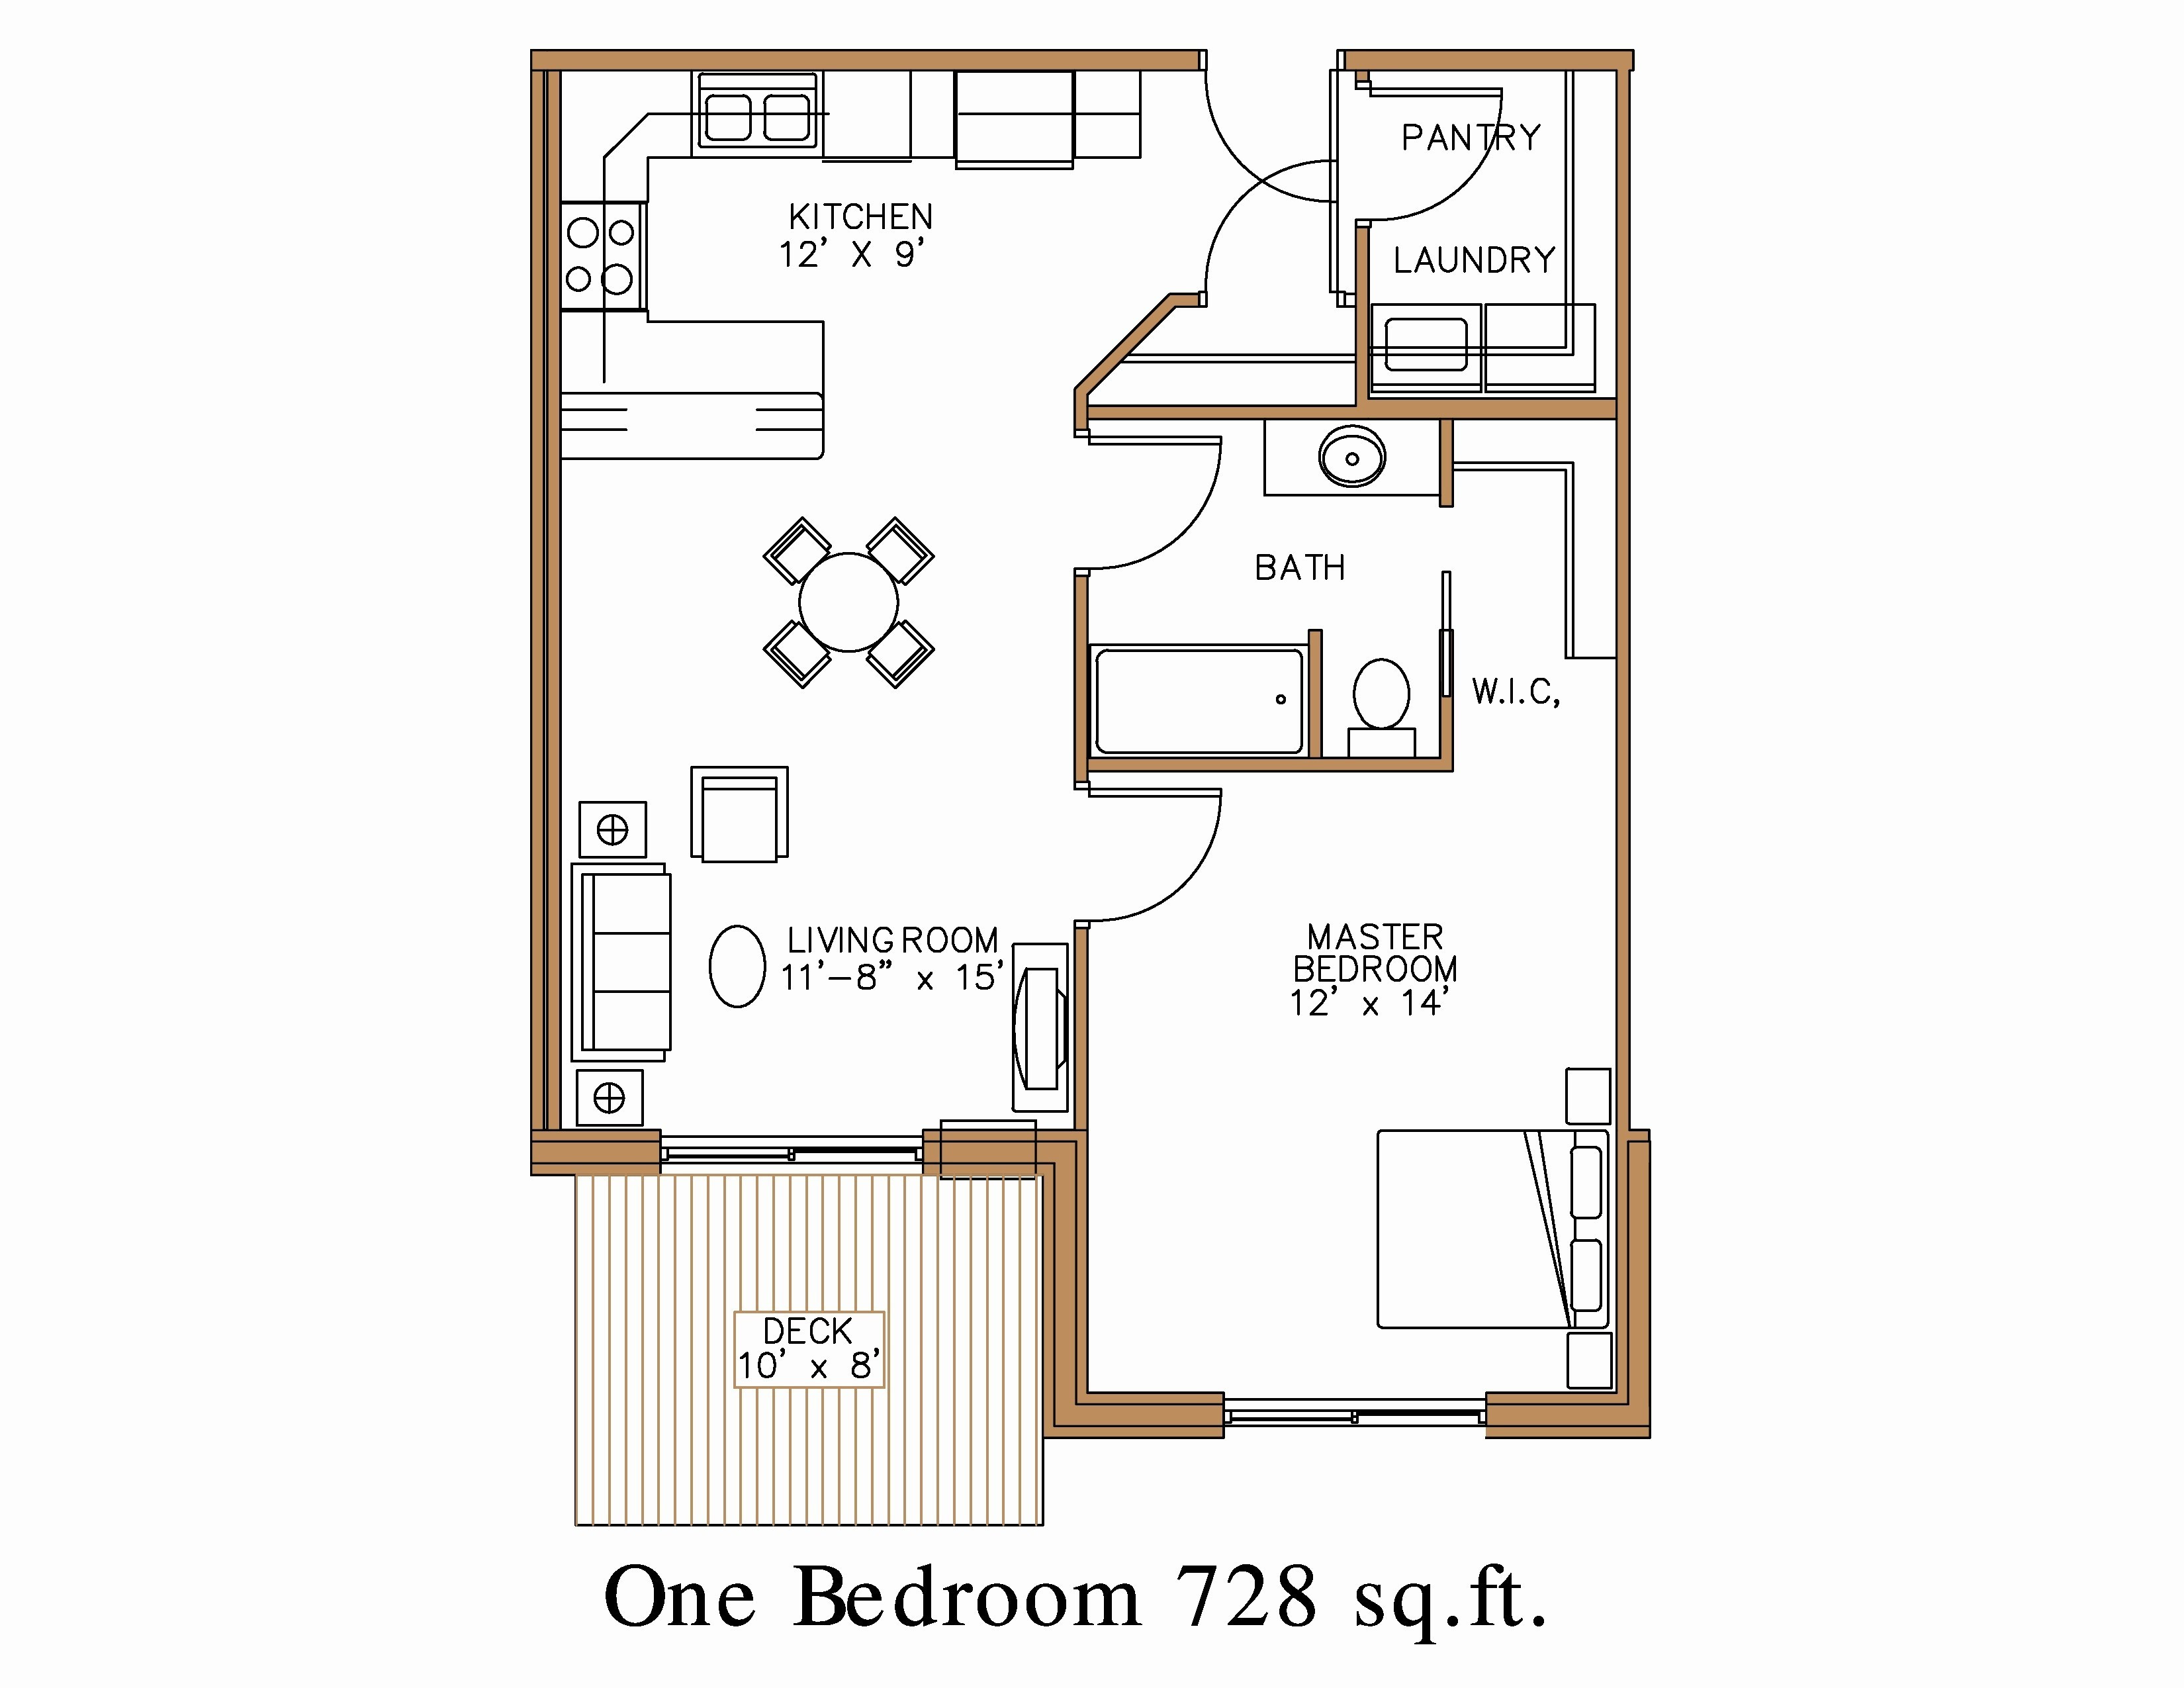 PANTRY
KITCHEN
12' X 9'
LAUNDRY
BATH
W.I.C,
LIVING ROOM
11'-8" x 15'
MASTER
BEDROOM
12' x 14'
DECK
10' x 8'
One Bedroom 728 sq.ft.